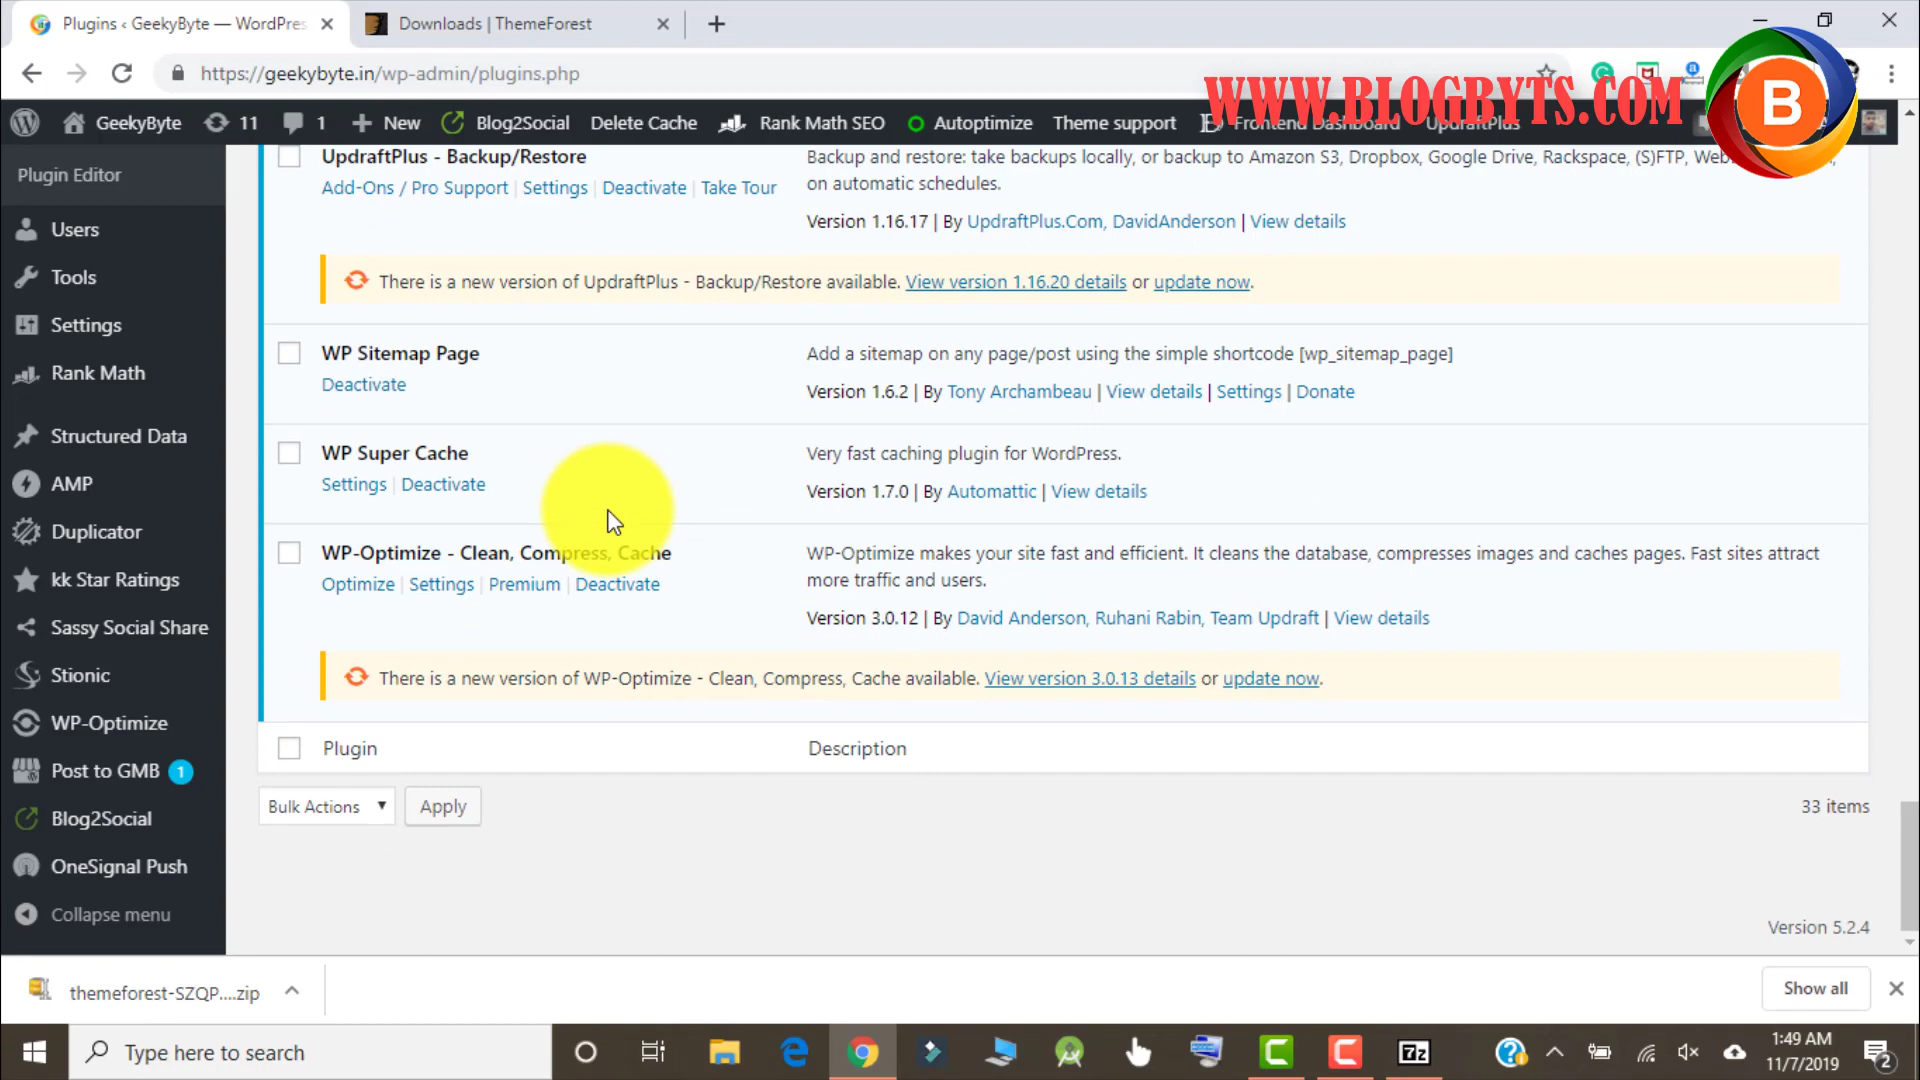 Plugins ‹ GeekyByte — WordPres
Downloads | ThemeForest
https://geekybyte.in/wp-admin/plugins.php
WWW.BLOGBYTS.COM
B
GeekyByte
11
1
New
Blog2Social
Delete Cache
Rank Math SEO
Autoptimize
Theme support
Frontend Dashboard
UpdraftPlus
Plugin Editor
Users
Tools
Settings
Rank Math
Structured Data
AMP
Duplicator
kk Star Ratings
Sassy Social Share
Stionic
WP-Optimize
Post to GMB 1
Blog2Social
OneSignal Push
Collapse menu
UpdraftPlus - Backup/Restore
Add-Ons / Pro Support | Settings | Deactivate | Take Tour
Backup and restore: take backups locally, or backup to Amazon S3, Dropbox, Google Drive, Rackspace, (S)FTP,
on automatic schedules.
Version 1.16.17 | By UpdraftPlus.Com, DavidAnderson | View details
There is a new version of UpdraftPlus - Backup/Restore available. View version 1.16.20 details or update now.
WP Sitemap Page
Deactivate
Add a sitemap on any page/post using the simple shortcode [wp_sitemap_page]
Version 1.6.2 | By Tony Archambeau | View details | Settings | Donate
WP Super Cache
Settings | Deactivate
Very fast caching plugin for WordPress.
Version 1.7.0 | By Automattic | View details
WP-Optimize - Clean, Compress, Cache
Optimize | Settings | Premium | Deactivate
WP-Optimize makes your site fast and efficient. It cleans the database, compresses images and caches pages. Fast sites attract
more traffic and users.
Version 3.0.12 | By David Anderson, Ruhani Rabin, Team Updraft | View details
There is a new version of WP-Optimize - Clean, Compress, Cache available. View version 3.0.13 details or update now.
Plugin
Description
Bulk Actions
Apply
33 items
Version 5.2.4
themeforest-SZQP....zip
Show all
Type here to search
7z
1:49 AM
11/7/2019
2